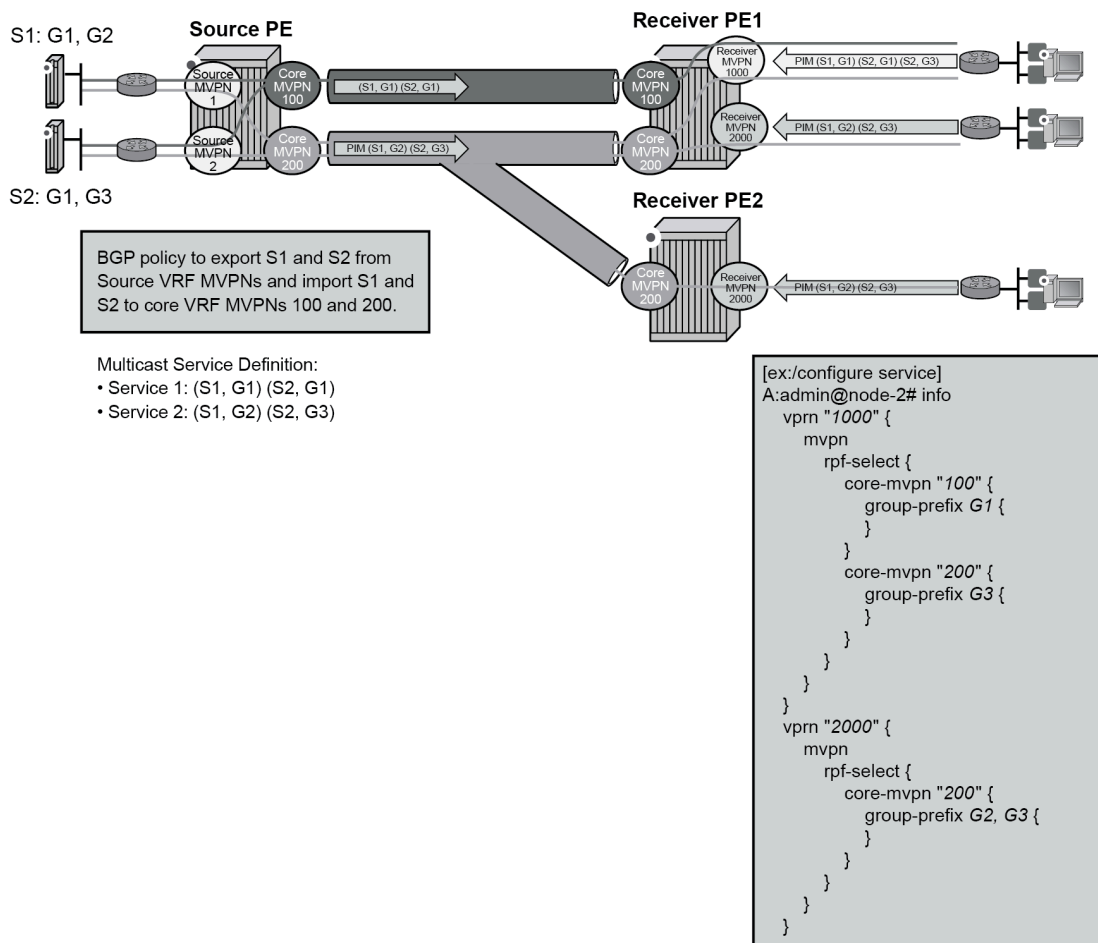 S1: G1, G2
Source PE
Receiver PE1
Source
MVPN
1
Core
MVPN
100
(S1, G1) (S2, G1)
Core
MVPN
100
Receiver
MVPN
1000
PIM (S1, G1) (S2, G1) (S2, G3)
Source
MVPN
2
Core
MVPN
200
PIM (S1, G2) (S2, G3)
Core
MVPN
200
Receiver
MVPN
2000
PIM (S1, G2) (S2, G3)
S2: G1, G3
Receiver PE2
Core
MVPN
200
Receiver
MVPN
2000
PIM (S1, G2) (S2, G3)
BGP policy to export S1 and S2 from
Source VRF MVPNs and import S1 and
S2 to core VRF MVPNs 100 and 200.
Multicast Service Definition:
• Service 1: (S1, G1) (S2, G1)
• Service 2: (S1, G2) (S2, G3)
[ex:/configure service]
A:admin@node-2# info
vprn "1000" {
mvpn
rpf-select {
core-mvpn "100" {
group-prefix G1 {
}
}
core-mvpn "200" {
group-prefix G3 {
}
}
}
}
}
vprn "2000" {
mvpn
rpf-select {
core-mvpn "200" {
group-prefix G2, G3 {
}
}
}
}
}